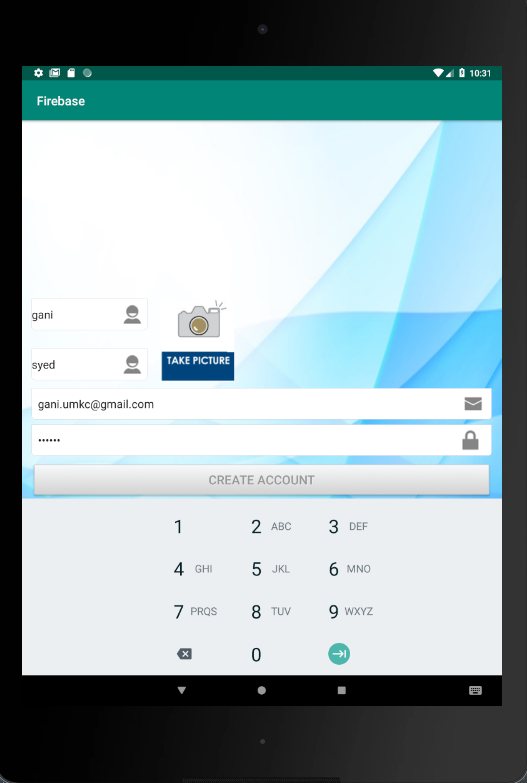 10:31
Firebase
gani
syed
TAKE PICTURE
gani.umkc@gmail.com
••••••
CREATE ACCOUNT
1 2 ABC 3 DEF
4 GHI 5 JKL 6 MNO
7 PRQS 8 TUV 9 WXYZ
0